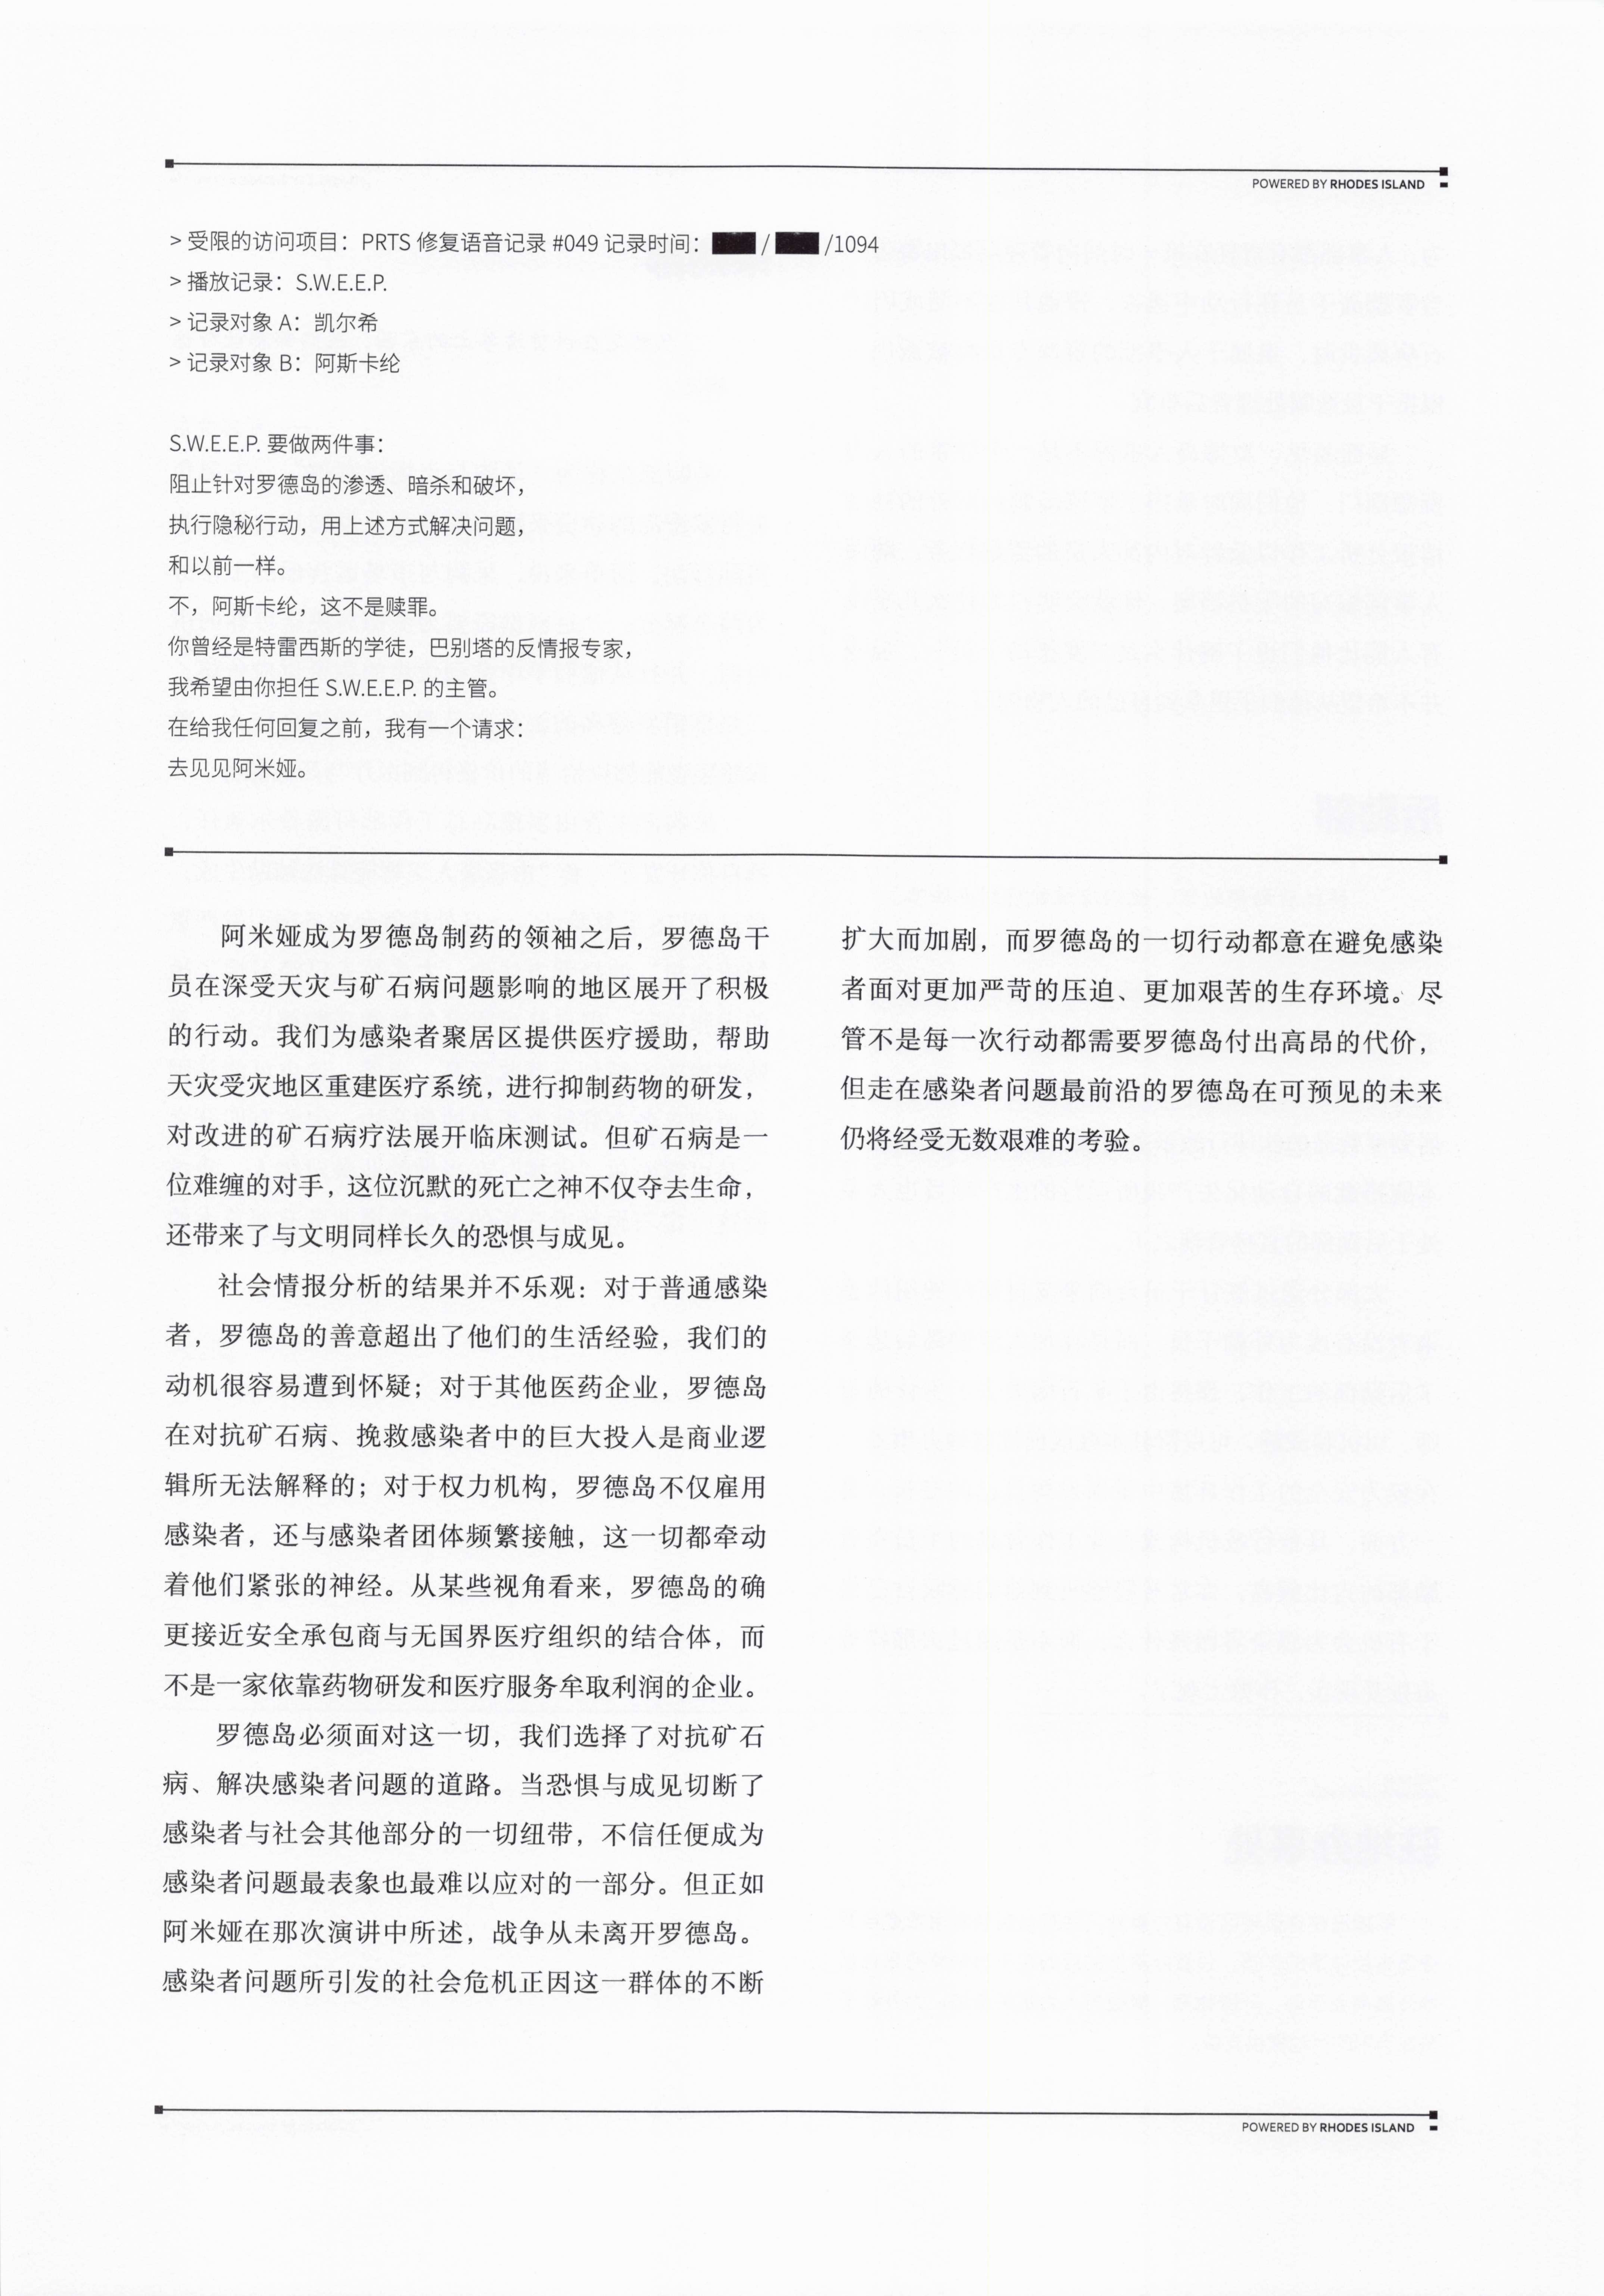 POWERED BY RHODES ISLAND
> 受限的访问项目：PRTS 修复语音记录 #049 记录时间： / /1094
> 播放记录：S.W.E.E.P.
> 记录对象 A：凯尔希
> 记录对象 B：阿斯卡纶
S.W.E.E.P. 要做两件事：
阻止针对罗德岛的渗透、暗杀和破坏，
执行隐秘行动，用上述方式解决问题，
和以前一样。
不，阿斯卡纶，这不是赎罪。
你曾经是特雷西斯的学徒，巴别塔的反情报专家，
我希望由你担任 S.W.E.E.P. 的主管。
在给我任何回复之前，我有一个请求：
去见见阿米娅。
阿米娅成为罗德岛制药的领袖之后，罗德岛干
员在深受天灾与矿石病问题影响的地区展开了积极
的行动。我们为感染者聚居区提供医疗援助，帮助
天灾受灾地区重建医疗系统，进行抑制药物的研发，
对改进的矿石病疗法展开临床测试。但矿石病是一
位难缠的对手，这位沉默的死亡之神不仅夺去生命，
还带来了与文明同样长久的恐惧与成见。
社会情报分析的结果并不乐观：对于普通感染
者，罗德岛的善意超出了他们的生活经验，我们的
动机很容易遭到怀疑；对于其他医药企业，罗德岛
在对抗矿石病、挽救感染者中的巨大投入是商业逻
辑所无法解释的；对于权力机构，罗德岛不仅雇用
感染者，还与感染者团体频繁接触，这一切都牵动
着他们紧张的神经。从某些视角看来，罗德岛的确
更接近安全承包商与无国界医疗组织的结合体，而
不是一家依靠药物研发和医疗服务牟取利润的企业。
罗德岛必须面对这一切，我们选择了对抗矿石
病、解决感染者问题的道路。当恐惧与成见切断了
感染者与社会其他部分的一切纽带，不信任便成为
感染者问题最表象也最难以应对的一部分。但正如
阿米娅在那次演讲中所述，战争从未离开罗德岛。
感染者问题所引发的社会危机正因这一群体的不断
扩大而加剧，而罗德岛的一切行动都意在避免感染
者面对更加严苛的压迫、更加艰苦的生存环境。尽
管不是每一次行动都需要罗德岛付出高昂的代价，
但走在感染者问题最前沿的罗德岛在可预见的未来
仍将经受无数艰难的考验。
POWERED BY RHODES ISLAND